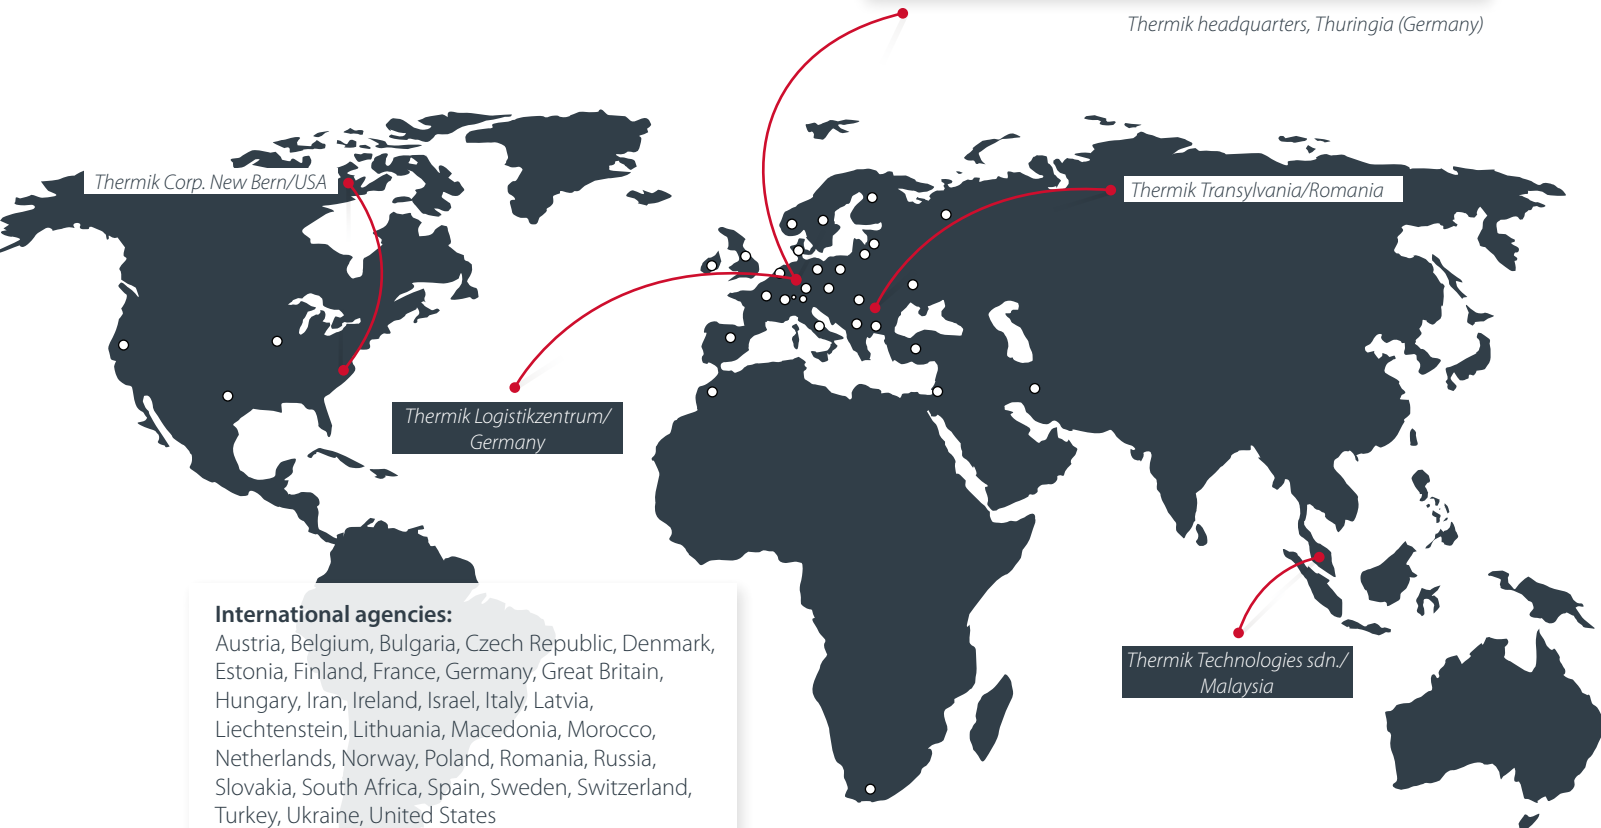 Thermik headquarters, Thuringia (Germany)
Thermik Corp. New Bern/USA
Thermik Transylvania/Romania
Thermik Logistikzentrum/
Germany
International agencies:
Austria, Belgium, Bulgaria, Czech Republic, Denmark,
Estonia, Finland, France, Germany, Great Britain,
Hungary, Iran, Ireland, Israel, Italy, Latvia,
Liechtenstein, Lithuania, Macedonia, Morocco,
Netherlands, Norway, Poland, Romania, Russia,
Slovakia, South Africa, Spain, Sweden, Switzerland,
Turkey, Ukraine, United States
Thermik Technologies sdn./
Malaysia